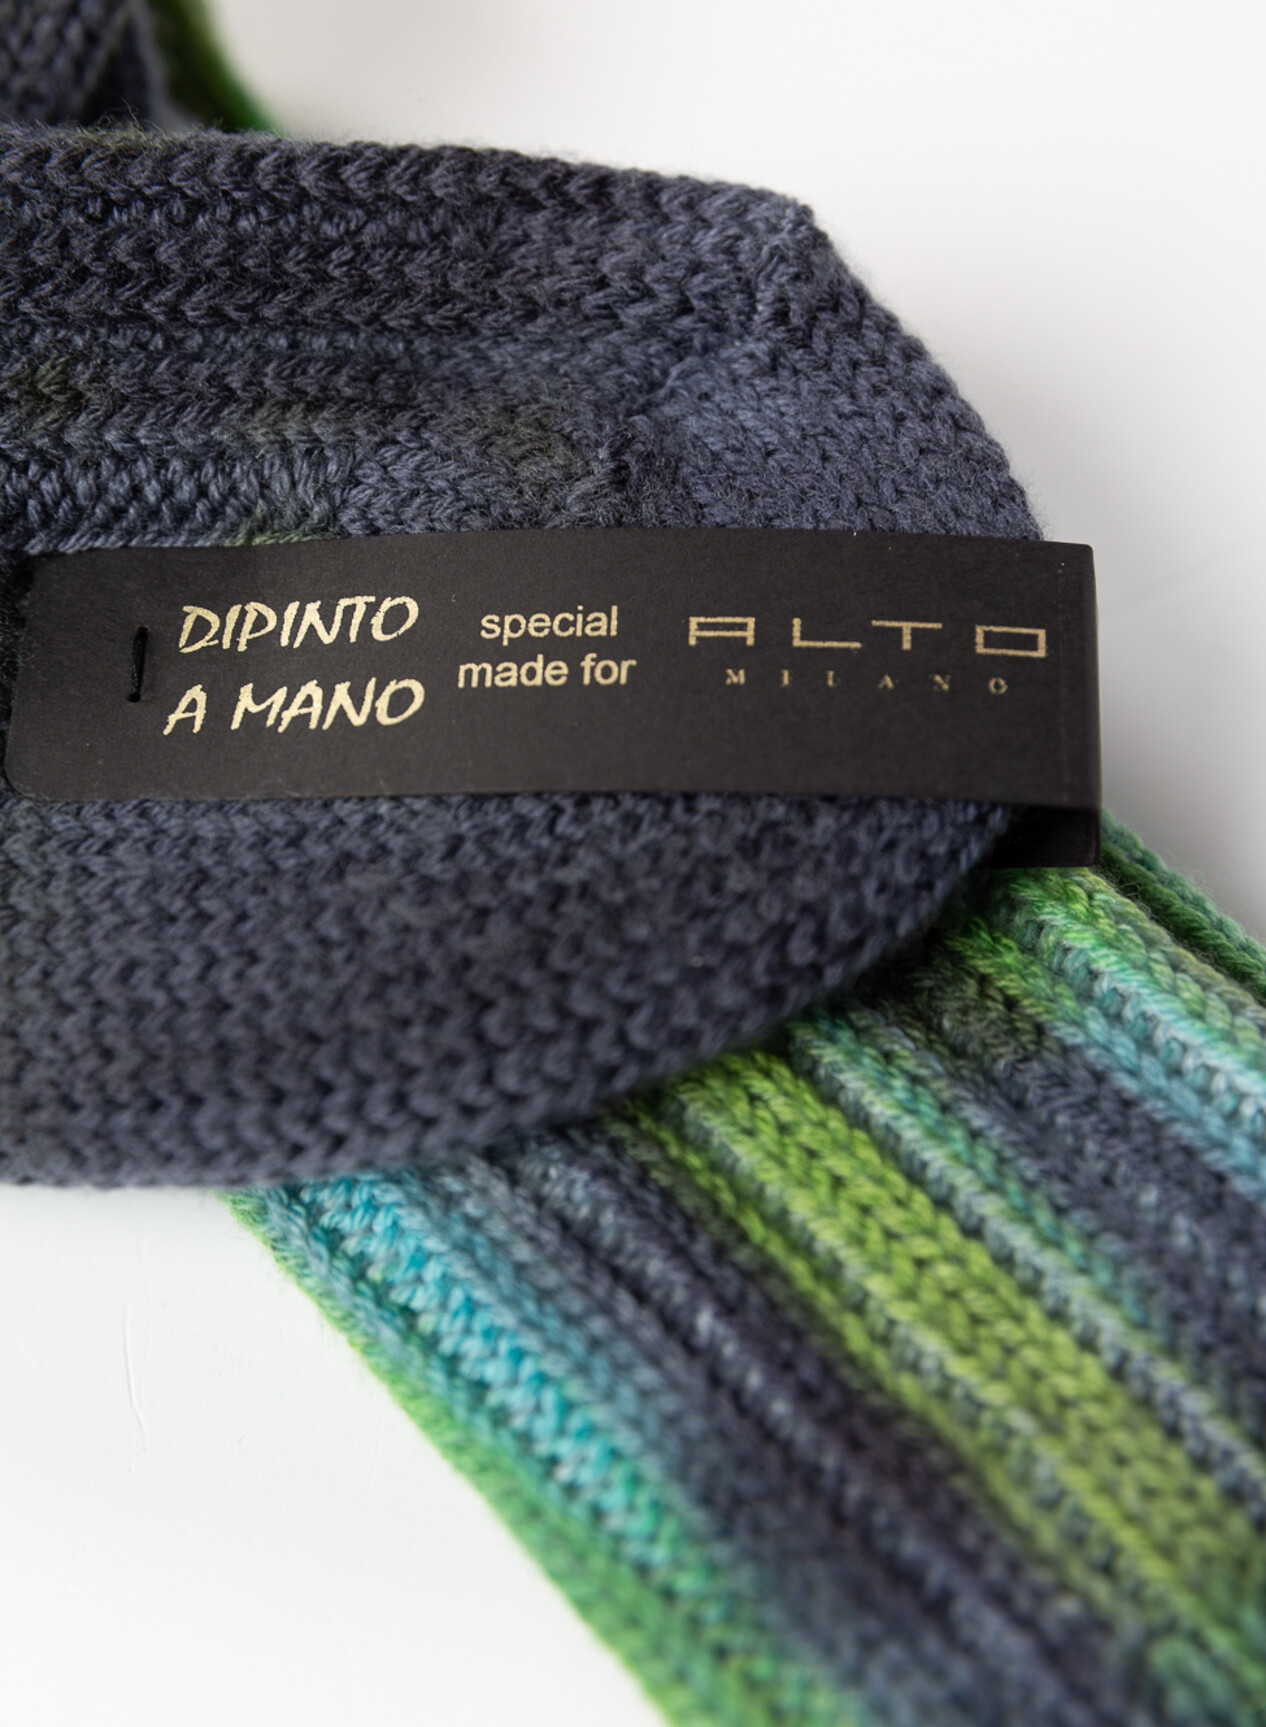 DIPINTO
A MANO
special
made for
ALTO
MILANO